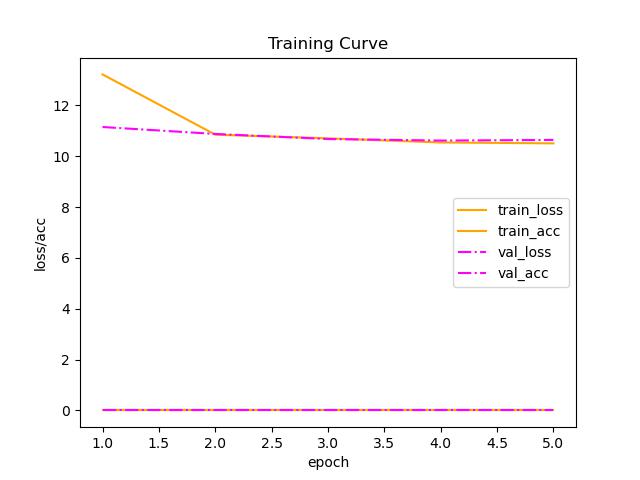 Training Curve
loss/acc
12
10
8
6
4
2
0
train_loss
train_acc
val_loss
val_acc
1.0 1.5 2.0 2.5 3.0 3.5 4.0 4.5 5.0
epoch